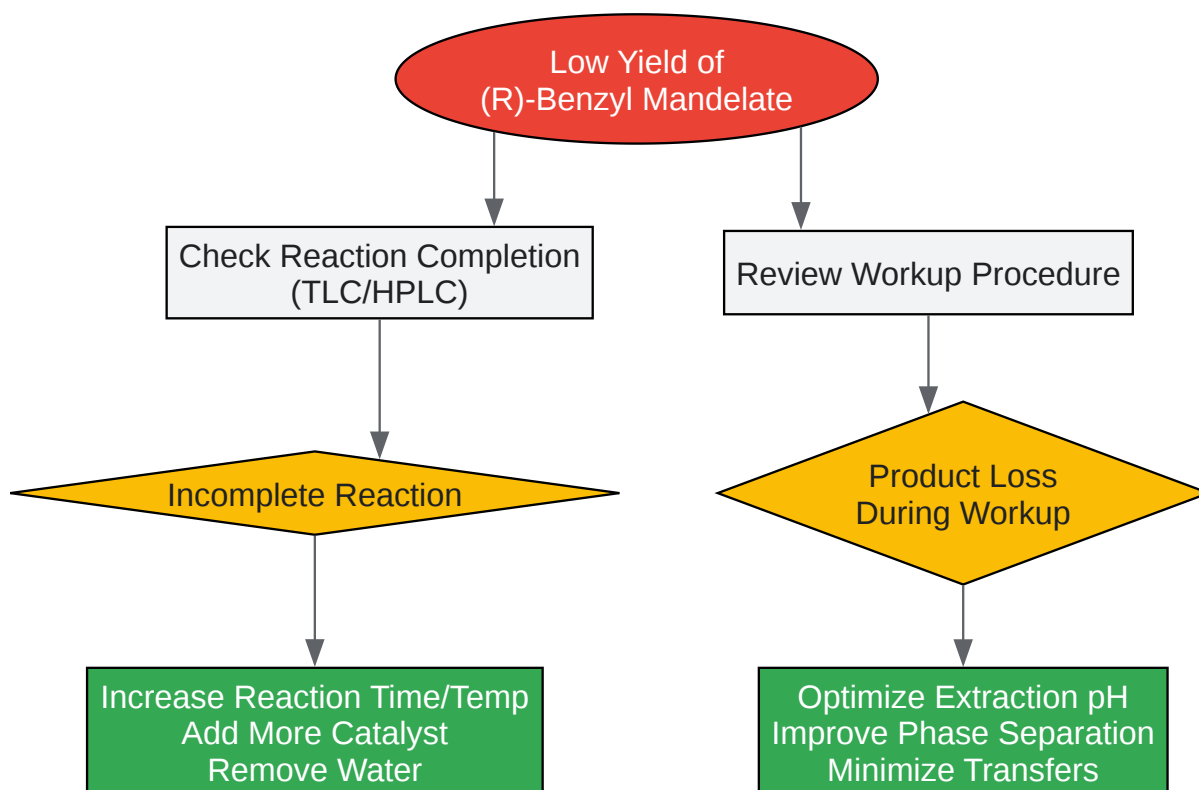 Low Yield of
(R)-Benzyl Mandelate
Check Reaction Completion
(TLC/HPLC)
Review Workup Procedure
Incomplete Reaction
Product Loss
During Workup
Increase Reaction Time/Temp
Add More Catalyst
Remove Water
Optimize Extraction pH
Improve Phase Separation
Minimize Transfers